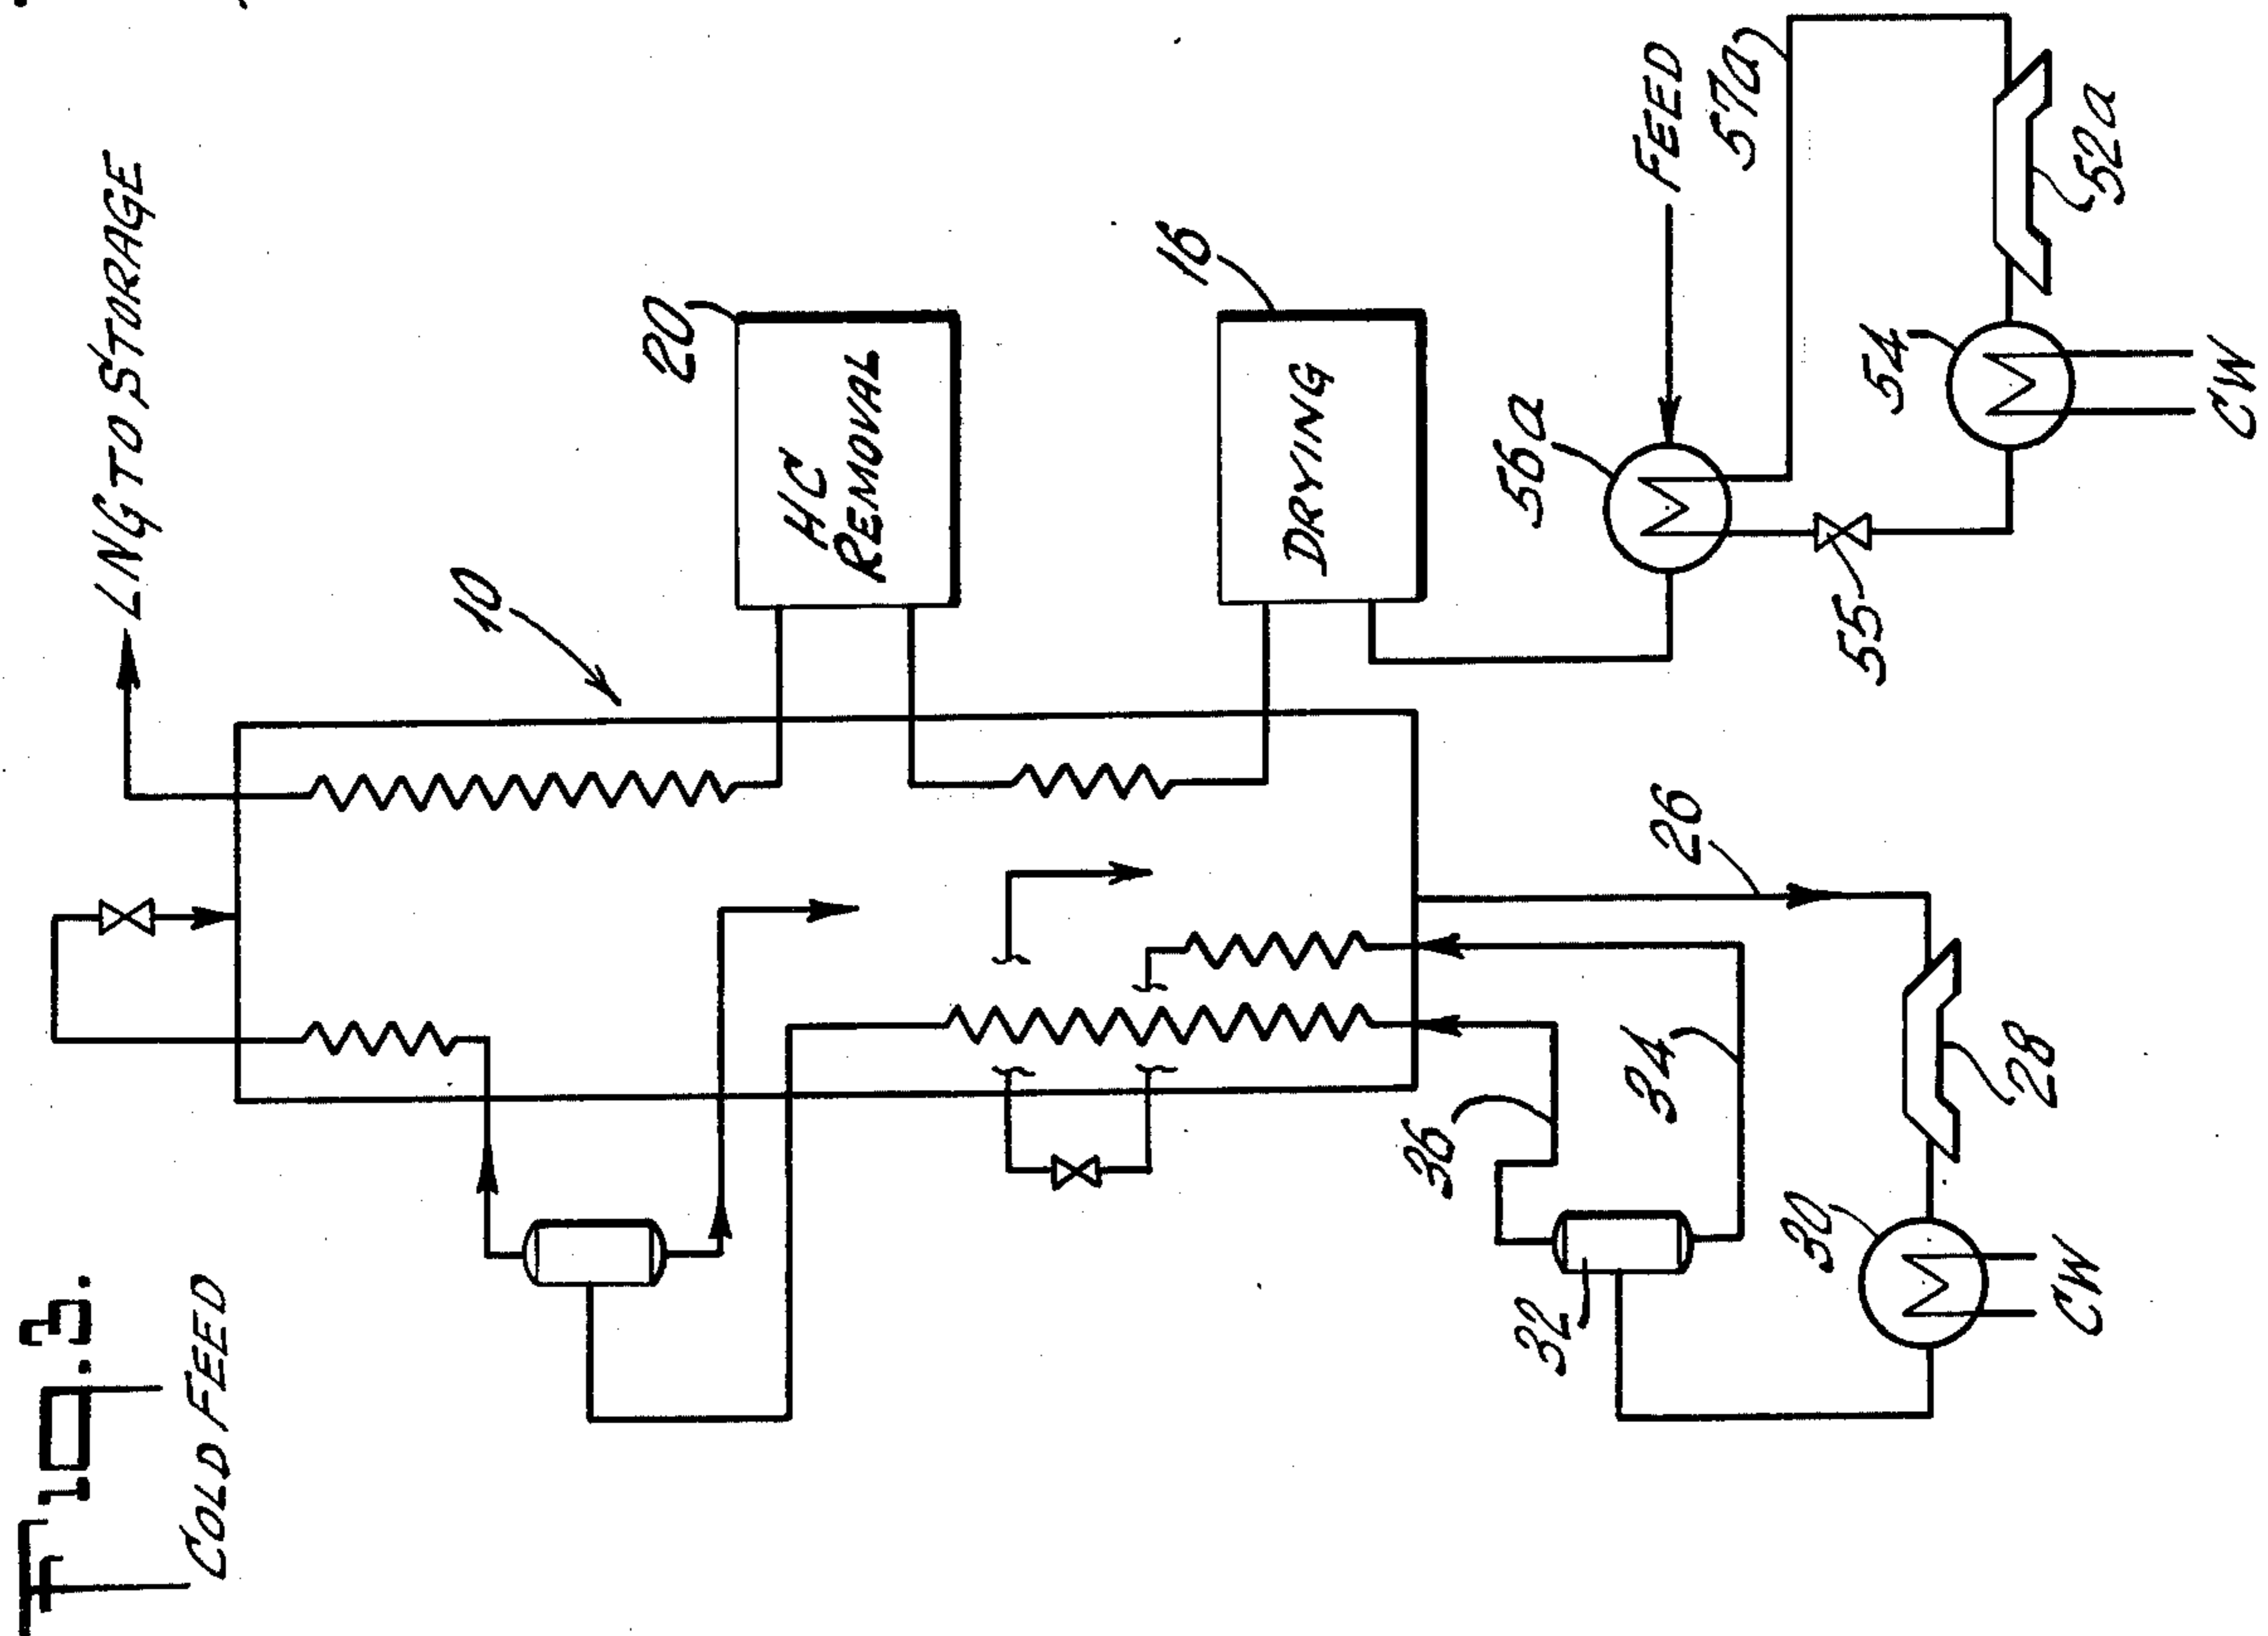 Fig. 3.
COLD FEED
LNG TO STORAGE
10
20
HC
REMOVAL
16
DRYING
FEED
56a
57a
55
54
52a
CW
26
36
34
32
30
28
CW